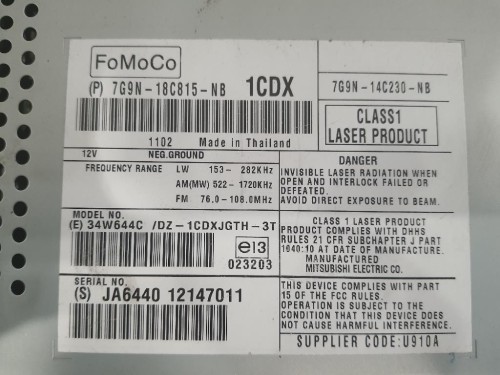 FoMoCo
(P) 7G9N-18C815-NB 1CDX
7G9N-14C230-NB
CLASS1
LASER PRODUCT
1102 Made in Thailand
12V NEG.GROUND
FREQUENCY RANGE LW 153- 282KHz
AM(MW) 522-1720KHz
FM 76.0-108.0MHz
DANGER
INVISIBLE LASER RADIATION WHEN
OPEN AND INTERLOCK FAILED OR
DEFEATED.
AVOID DIRECT EXPOSURE TO BEAM.
MODEL NO.
(E) 34W644C /DZ-1CDXJGTH-3T
e13
023203
CLASS 1 LASER PRODUCT
PRODUCT COMPLIES WITH DHHS
RULES 21 CFR SUBCHAPTER J PART
1040:10 AT DATE OF MANUFACTURE.
MANUFACTURED
MITSUBISHI ELECTRIC CO.
SERIAL NO.
(S) JA6440 12147011
THIS DEVICE COMPLIES WITH PART
15 OF THE FCC RULES.
OPERATION IS SUBJECT TO THE
CONDITION THAT THIS DEVICE DOES
NOT CAUSE HARMFUL INTERFERENCE.
SUPPLIER CODE:U910A